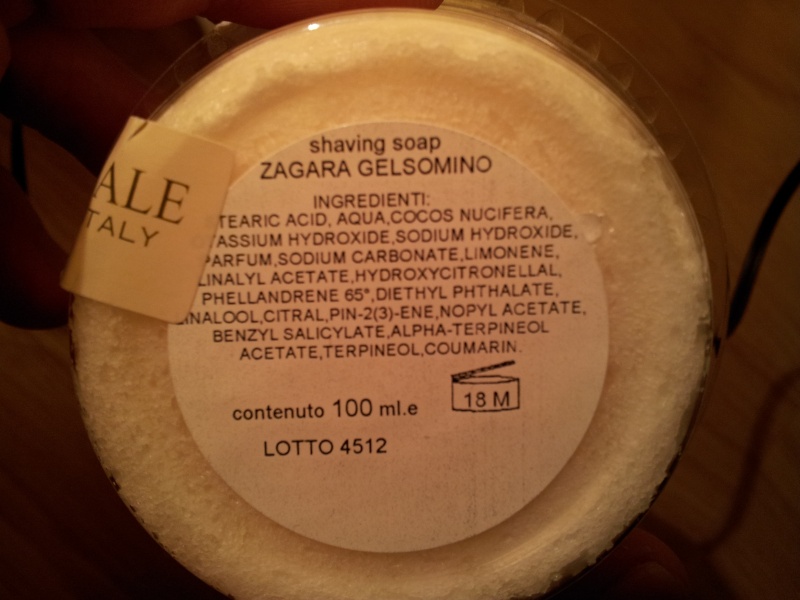 shaving soap
ZAGARA GELSOMINO
ALE
TALY
INGREDIENTI:
TEARIC ACID, AQUA,COCOS NUCIFERA,
TASSIUM HYDROXIDE,SODIUM HYDROXIDE,
PARFUM,SODIUM CARBONATE,LIMONENE,
LINALYL ACETATE,HYDROXYCITRONELLAL,
PHELLANDRENE 65*,DIETHYL PHTHALATE,
LINALOOL,CITRAL,PIN-2(3)-ENE,NOPYL ACETATE,
BENZYL SALICYLATE,ALPHA-TERPINEOL
ACETATE,TERPINEOL,COUMARIN.
contenuto 100 ml.e
18 M
LOTTO 4512